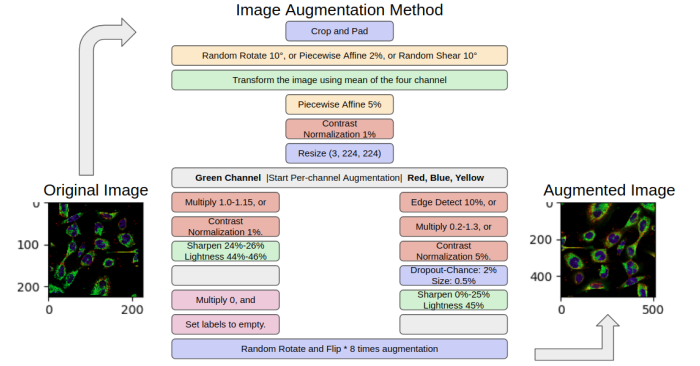 Image Augmentation Method
Crop and Pad
Random Rotate 10°, or Piecewise Affine 2%, or Random Shear 10°
Transform the image using mean of the four channel
Piecewise Affine 5%
Contrast
Normalization 1%
Resize (3, 224, 224)
Green Channel |Start Per-channel Augmentation| Red, Blue, Yellow
Multiply 1.0-1.15, or
Contrast
Normalization 1%.
Sharpen 24%-26%
Lightness 44%-46%
Multiply 0, and
Set labels to empty.
Edge Detect 10%, or
Multiply 0.2-1.3, or
Contrast
Normalization 5%.
Dropout-Chance: 2%
Size: 0.5%
Sharpen 0%-25%
Lightness 45%
Random Rotate and Flip * 8 times augmentation
Original Image
0
100
200
0 200
Augmented Image
0
200
400
0 500